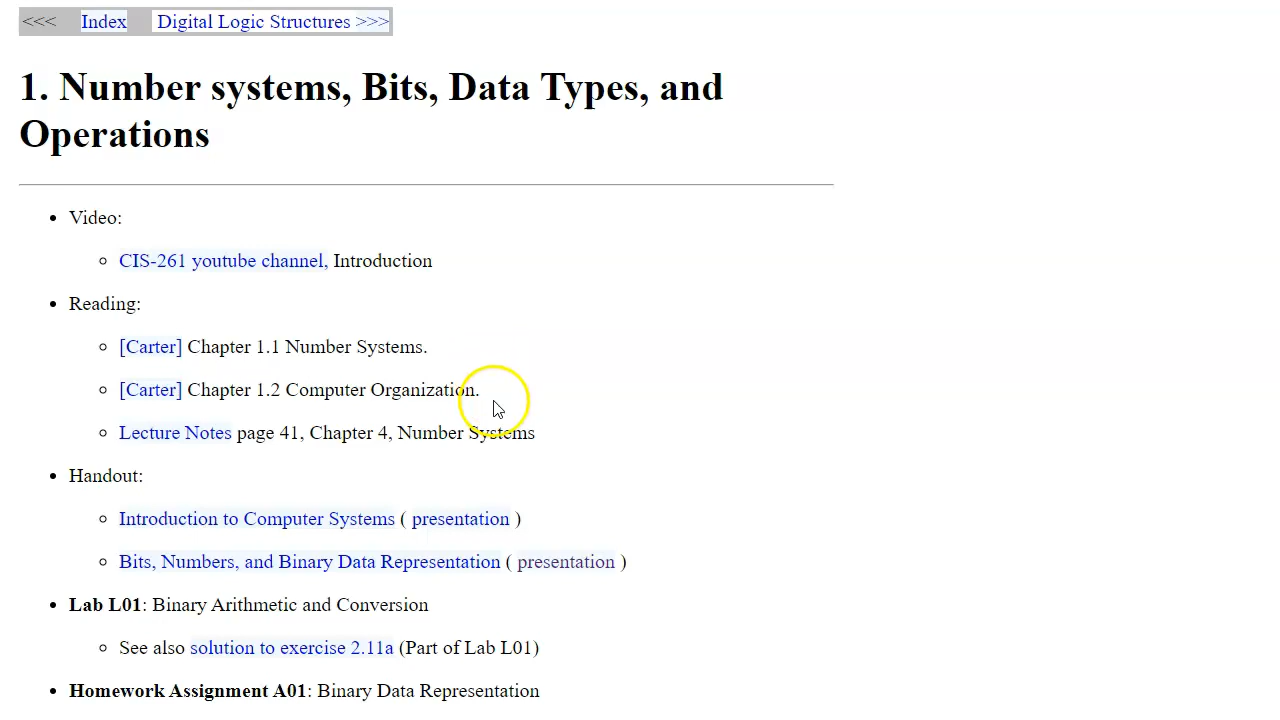 <<< Index Digital Logic Structures >>>
1. Number systems, Bits, Data Types, and
Operations
Video:
CIS-261 youtube channel, Introduction
Reading:
[Carter] Chapter 1.1 Number Systems.
[Carter] Chapter 1.2 Computer Organization.
Lecture Notes page 41, Chapter 4, Number Systems
Handout:
Introduction to Computer Systems ( presentation )
Bits, Numbers, and Binary Data Representation ( presentation )
Lab L01: Binary Arithmetic and Conversion
See also solution to exercise 2.11a (Part of Lab L01)
Homework Assignment A01: Binary Data Representation